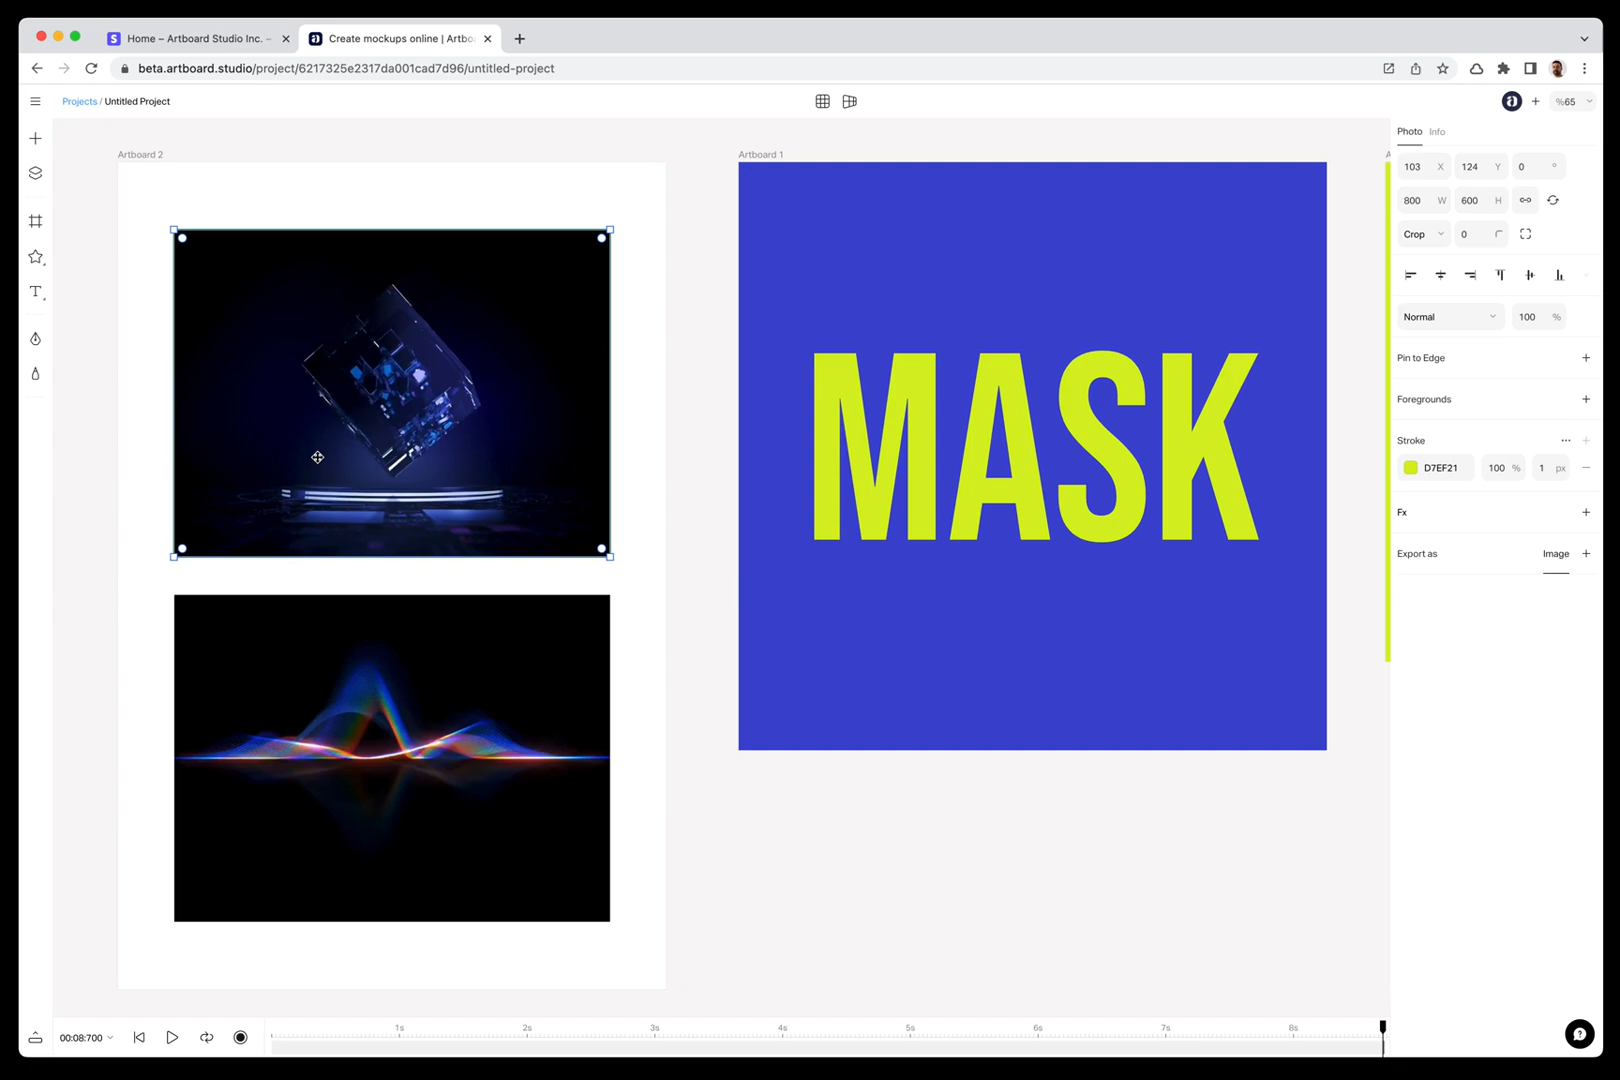 Home – Artboard Studio Inc. –
Create mockups online | Artbo
beta.artboard.studio/project/6217325e2317da001cad7d96/untitled-project
Projects / Untitled Project
%65
Artboard 2
Artboard 1
A
MASK
Photo Info
103 X 124 Y 0 °
800 W 600 H
Crop 0
Normal 100 %
Pin to Edge
Foregrounds
Stroke
D7EF21 100 % 1 px
Fx
Export as Image
00:08:700
1s 2s 3s 4s 5s 6s 7s 8s